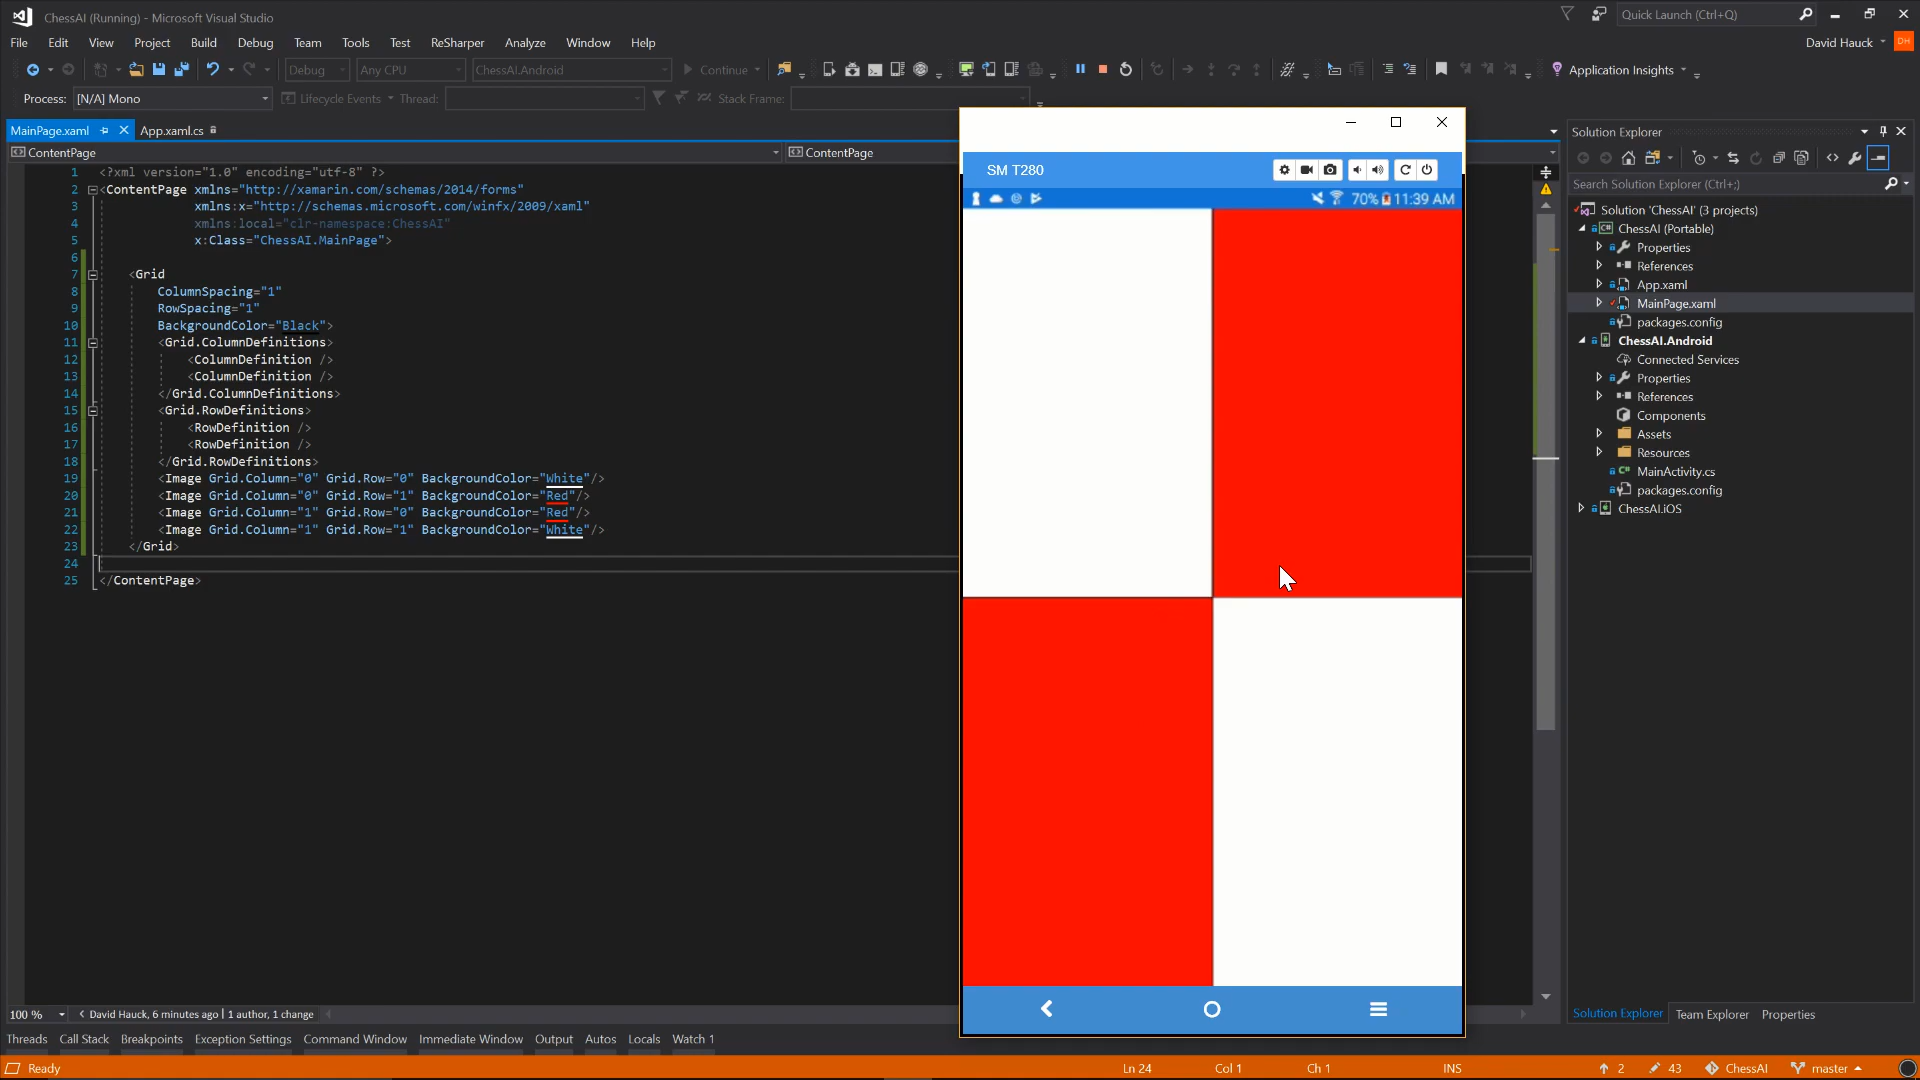 ChessAI (Running) - Microsoft Visual Studio
Quick Launch (Ctrl+Q)
File Edit View Project Build Debug Team Tools Test ReSharper Analyze Window Help
David Hauck DH
Debug Any CPU ChessAI.Android Continue Application Insights
Process: [N/A] Mono Lifecycle Events Thread: Stack Frame:
MainPage.xaml App.xaml.cs
ContentPage ContentPage
1 <?xml version="1.0" encoding="utf-8" ?>
2 <ContentPage xmlns="http://xamarin.com/schemas/2014/forms"
3 xmlns:x="http://schemas.microsoft.com/winfx/2009/xaml"
4 xmlns:local="clr-namespace:ChessAI"
5 x:Class="ChessAI.MainPage">
6
7 <Grid
8 ColumnSpacing="1"
9 RowSpacing="1"
10 BackgroundColor="Black">
11 <Grid.ColumnDefinitions>
12 <ColumnDefinition />
13 <ColumnDefinition />
14 </Grid.ColumnDefinitions>
15 <Grid.RowDefinitions>
16 <RowDefinition />
17 <RowDefinition />
18 </Grid.RowDefinitions>
19 <Image Grid.Column="0" Grid.Row="0" BackgroundColor="White"/>
20 <Image Grid.Column="0" Grid.Row="1" BackgroundColor="Red"/>
21 <Image Grid.Column="1" Grid.Row="0" BackgroundColor="Red"/>
22 <Image Grid.Column="1" Grid.Row="1" BackgroundColor="White"/>
23 </Grid>
24
25 </ContentPage>
SM T280
70% 11:39 AM
Solution Explorer
Search Solution Explorer (Ctrl+;)
Solution 'ChessAI' (3 projects)
ChessAI (Portable)
Properties
References
App.xaml
MainPage.xaml
packages.config
ChessAI.Android
Connected Services
Properties
References
Components
Assets
Resources
MainActivity.cs
packages.config
ChessAI.iOS
Solution Explorer Team Explorer Properties
100 % David Hauck, 6 minutes ago | 1 author, 1 change
Threads Call Stack Breakpoints Exception Settings Command Window Immediate Window Output Autos Locals Watch 1
Ready Ln 24 Col 1 Ch 1 INS 2 43 ChessAI master